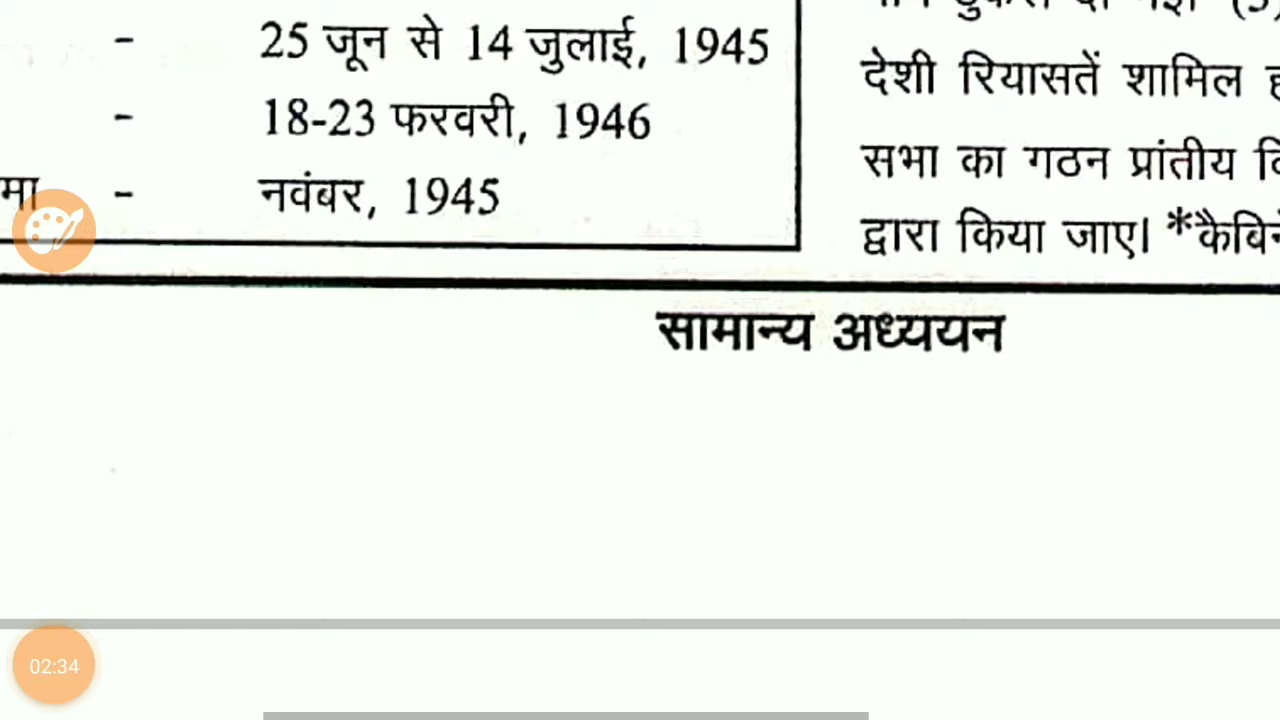 - 25 जून से 14 जुलाई, 1945
- 18-23 फरवरी, 1946
- नवंबर, 1945
देशी रियासतें शामिल
सभा का गठन प्रांतीय
द्वारा किया जाए। *कैबिने
सामान्य अध्ययन
02:34